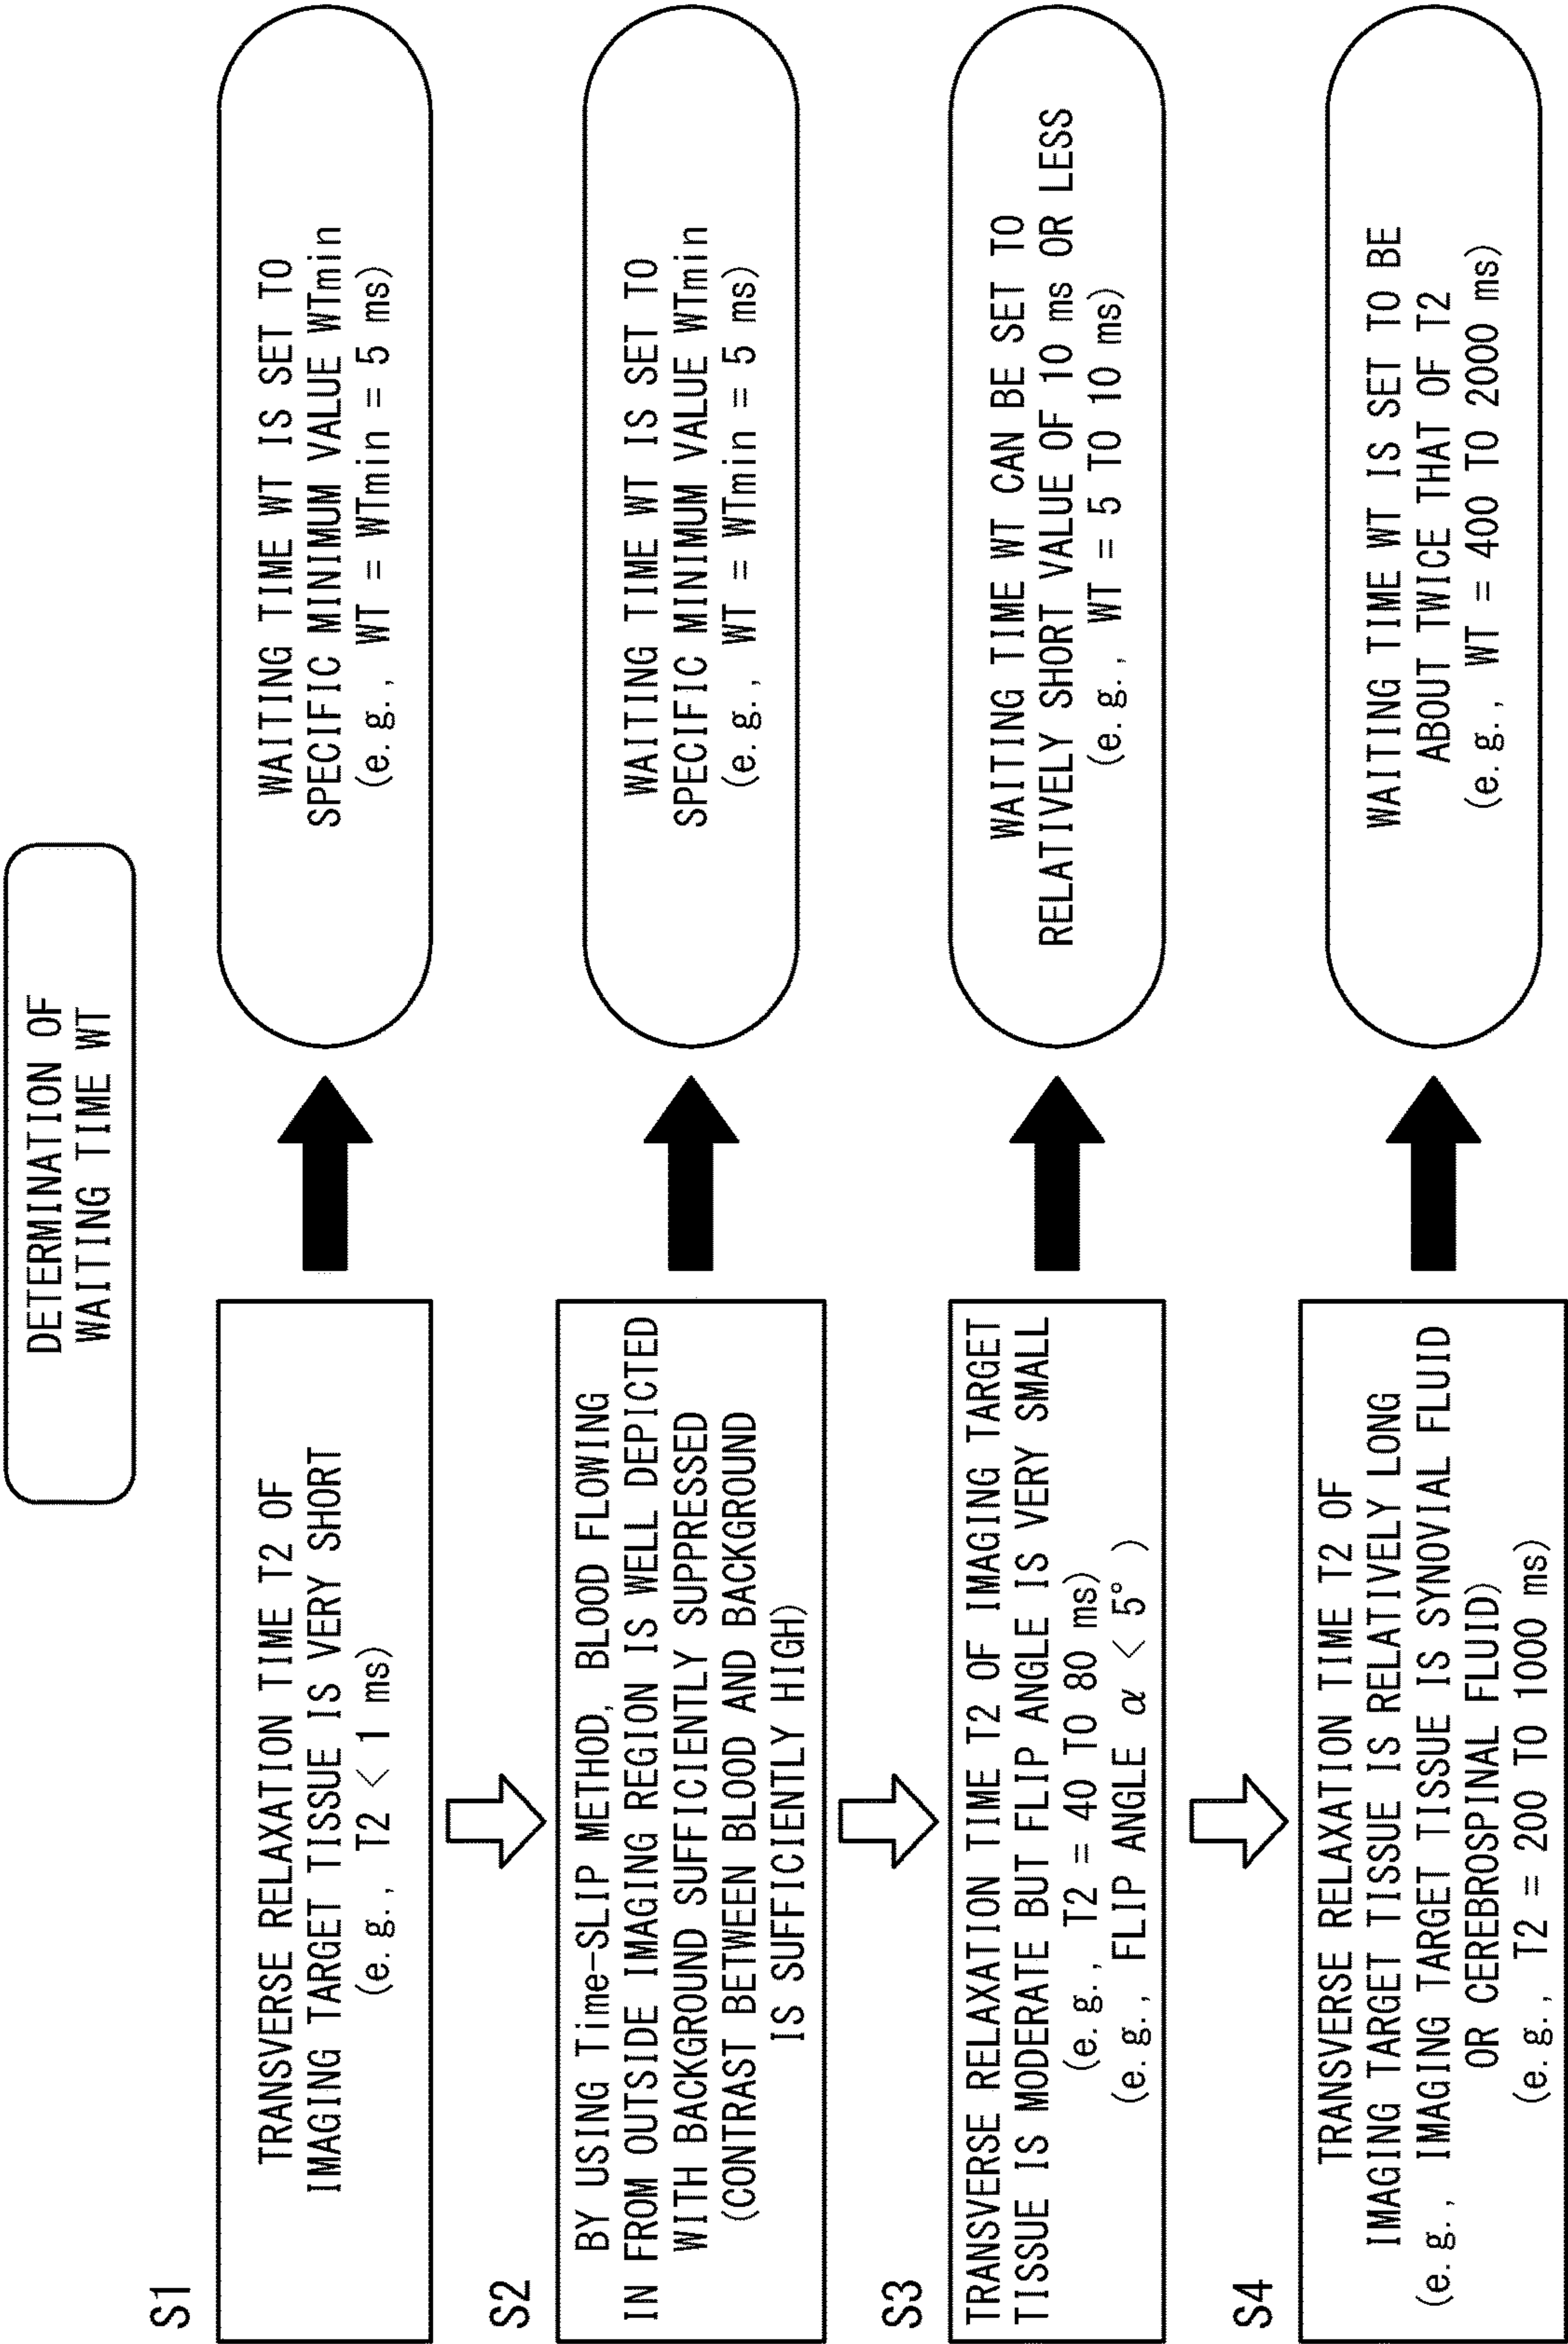 DETERMINATION OF
WAITING TIME WT
S1
TRANSVERSE RELAXATION TIME T2 OF
IMAGING TARGET TISSUE IS VERY SHORT
(e.g., T2 < 1 ms)
WAITING TIME WT IS SET TO
SPECIFIC MINIMUM VALUE WTmin
(e.g., WT = WTmin = 5 ms)
S2
BY USING Time-SLIP METHOD, BLOOD FLOWING
IN FROM OUTSIDE IMAGING REGION IS WELL DEPICTED
WITH BACKGROUND SUFFICIENTLY SUPPRESSED
(CONTRAST BETWEEN BLOOD AND BACKGROUND
IS SUFFICIENTLY HIGH)
WAITING TIME WT IS SET TO
SPECIFIC MINIMUM VALUE WTmin
(e.g., WT = WTmin = 5 ms)
S3
TRANSVERSE RELAXATION TIME T2 OF IMAGING TARGET
TISSUE IS MODERATE BUT FLIP ANGLE IS VERY SMALL
(e.g., T2 = 40 TO 80 ms)
(e.g., FLIP ANGLE α < 5°)
WAITING TIME WT CAN BE SET TO
RELATIVELY SHORT VALUE OF 10 ms OR LESS
(e.g., WT = 5 TO 10 ms)
S4
TRANSVERSE RELAXATION TIME T2 OF
IMAGING TARGET TISSUE IS RELATIVELY LONG
(e.g., IMAGING TARGET TISSUE IS SYNOVIAL FLUID
OR CEREBROSPINAL FLUID)
(e.g., T2 = 200 TO 1000 ms)
WAITING TIME WT IS SET TO BE
ABOUT TWICE THAT OF T2
(e.g., WT = 400 TO 2000 ms)